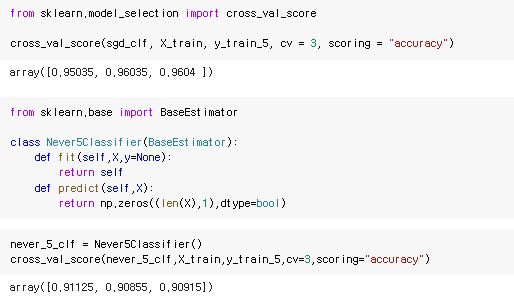 from sklearn.model_selection import cross_val_score
cross_val_score(sgd_clf, X_train, y_train_5, cv = 3, scoring = "accuracy")
array([0.95035, 0.96035, 0.9604 ])
from sklearn.base import BaseEstimator
class Never5Classifier(BaseEstimator):
    def fit(self,X,y=None):
        return self
    def predict(self,X):
        return np.zeros((len(X),1),dtype=bool)
never_5_clf = Never5Classifier()
cross_val_score(never_5_clf,X_train,y_train_5,cv=3,scoring="accuracy")
array([0.91125, 0.90855, 0.90915])